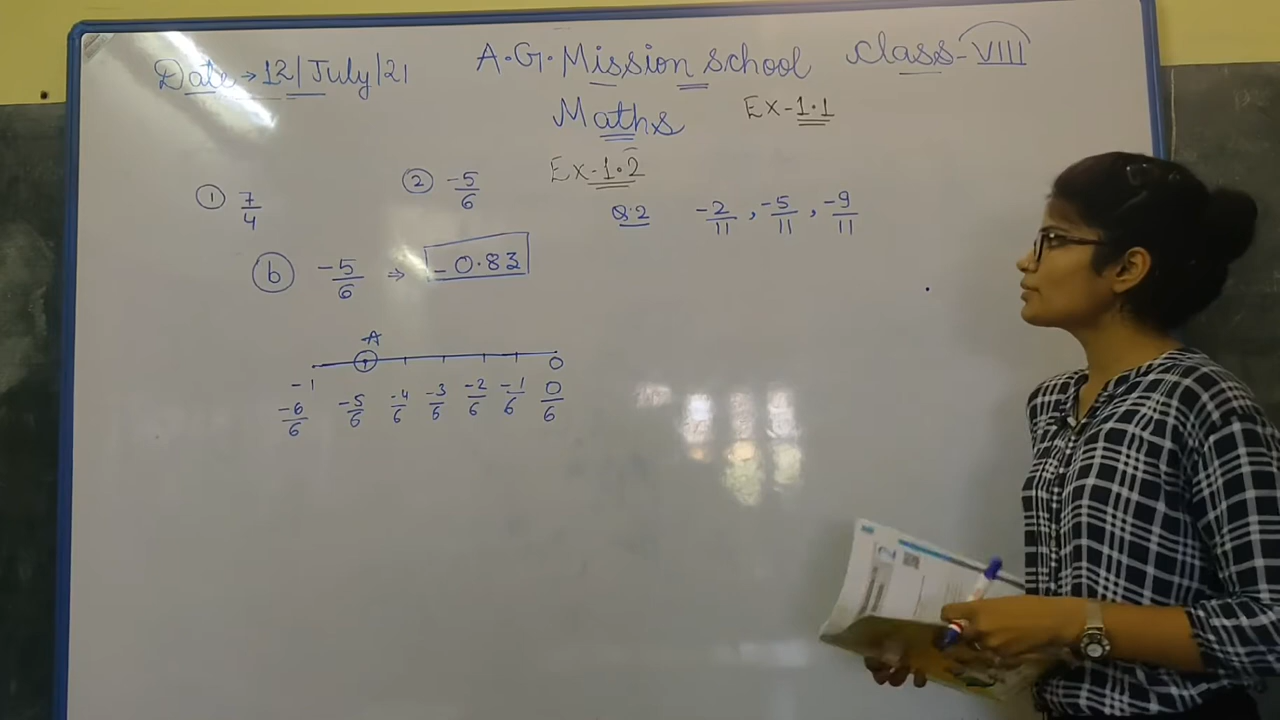 Date → 12/July/21 A.G. Mission school class-VIII
Maths Ex-1.1
Ex-1.2
① 7/4 ② -5/6
Q.2 -2/11, -5/11, -9/11
ⓑ -5/6 ⇒ -0.83
A
-1 0
-6/6 -5/6 -4/6 -3/6 -2/6 -1/6 0/6